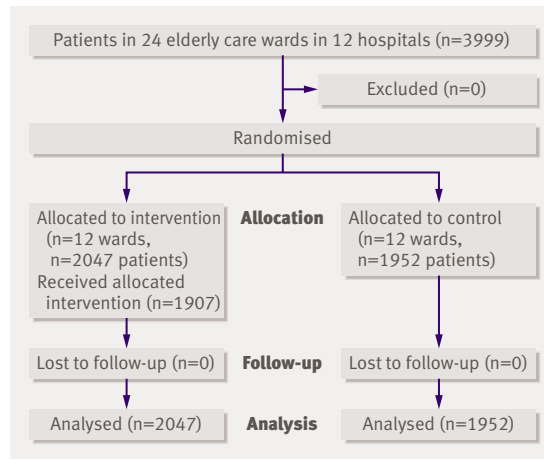 Patients in 24 elderly care wards in 12 hospitals (n=3999)
Excluded (n=0)
Randomised
Allocated to intervention
(n=12 wards,
n=2047 patients)
Received allocated
intervention (n=1907)
Allocation
Allocated to control
(n=12 wards,
n=1952 patients)
Lost to follow-up (n=0)
Follow-up
Lost to follow-up (n=0)
Analysed (n=2047)
Analysis
Analysed (n=1952)